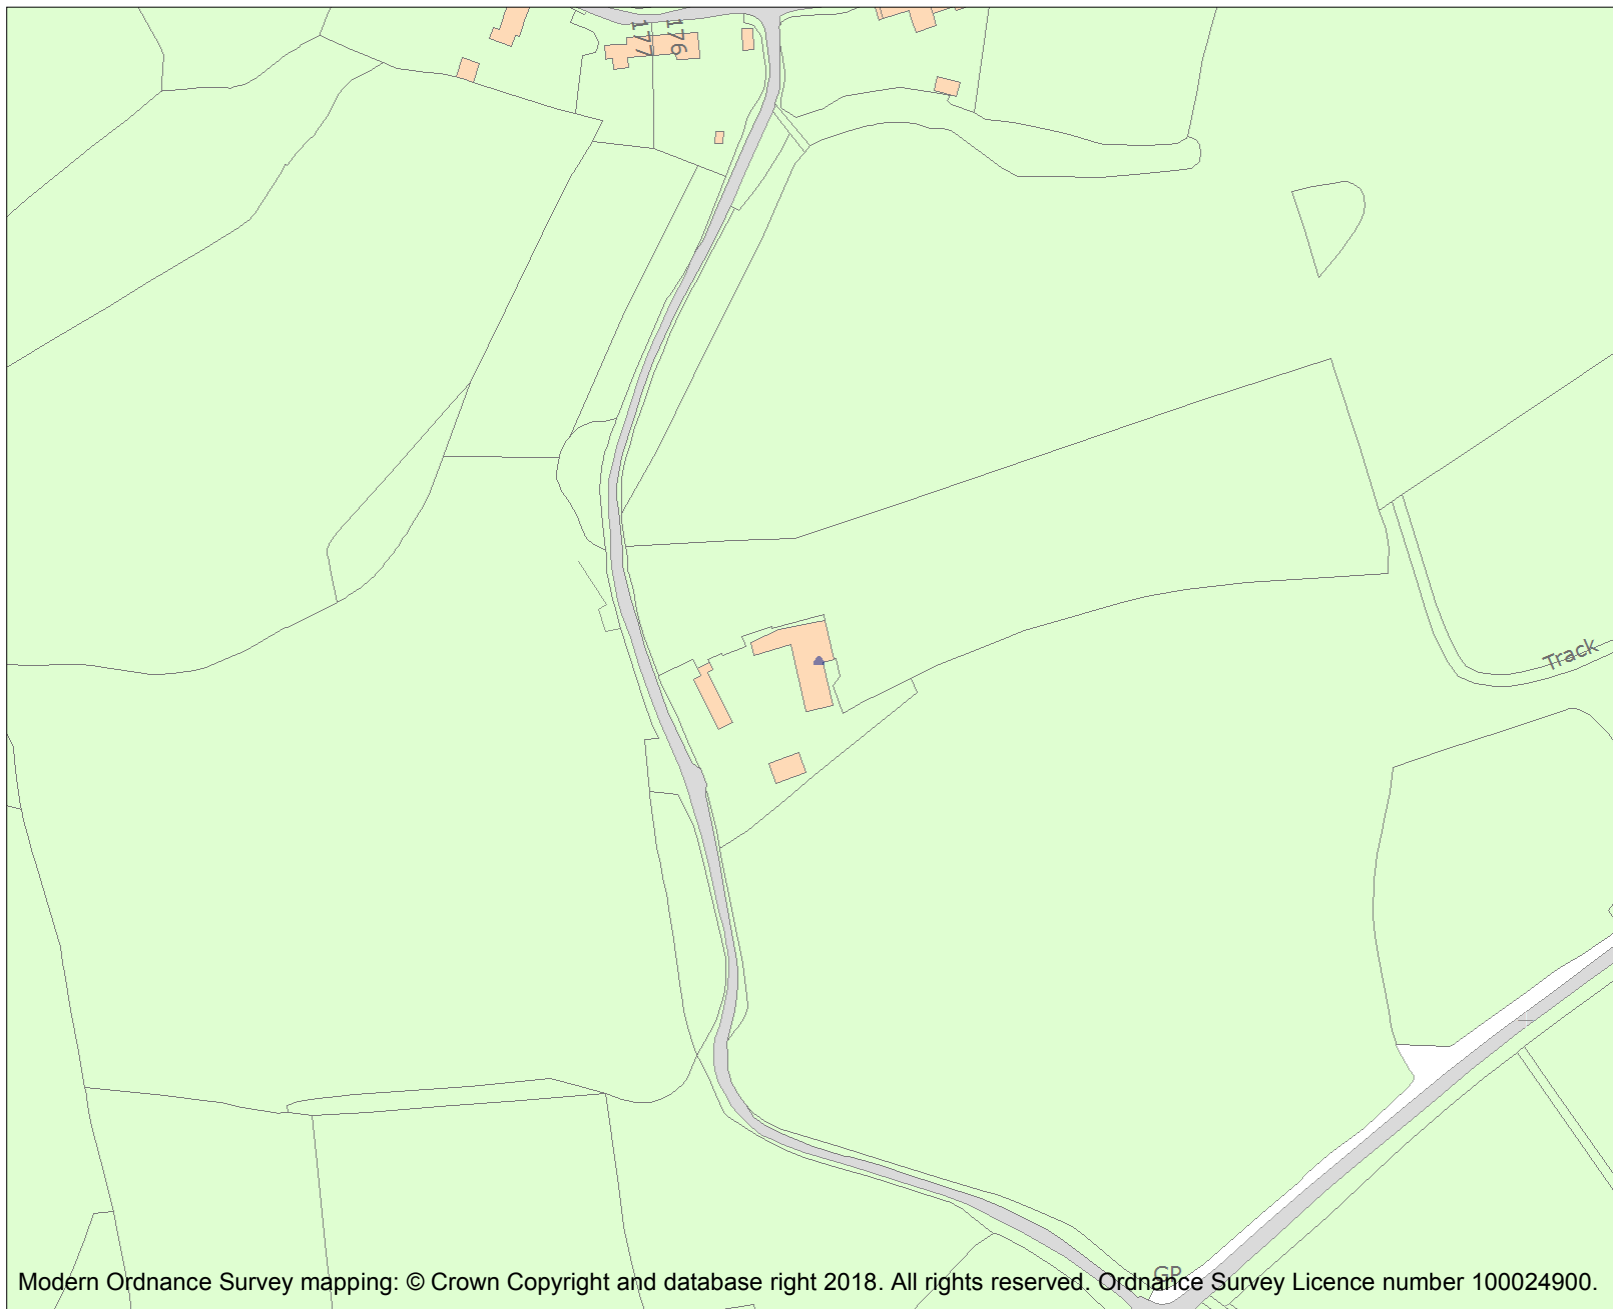 177
176
Track
GP
Modern Ordnance Survey mapping: © Crown Copyright and database right 2018. All rights reserved. Ordnance Survey Licence number 100024900.